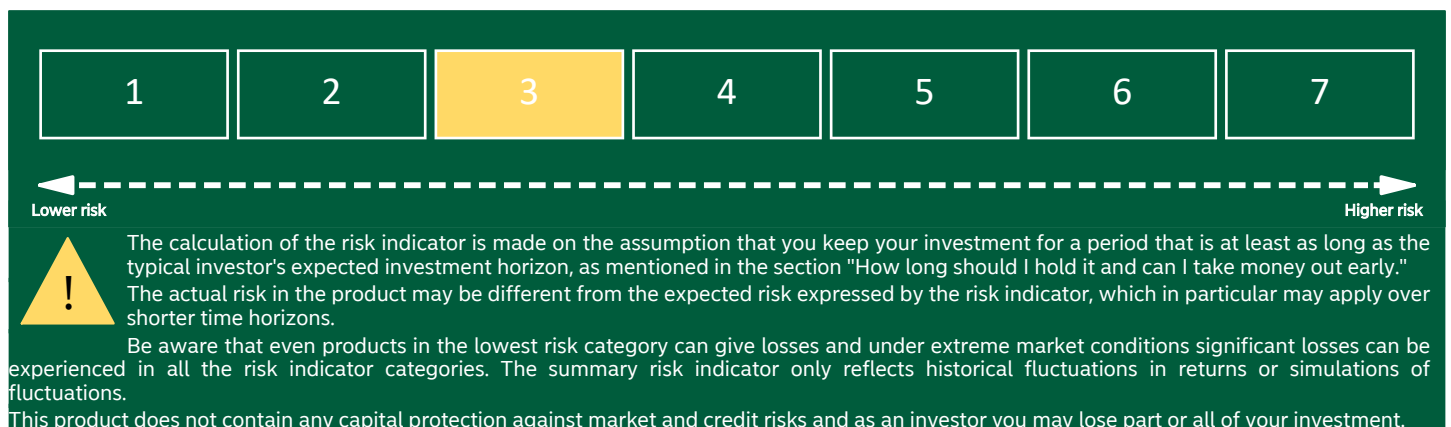 1 2 3 4 5 6 7
Lower risk Higher risk
The calculation of the risk indicator is made on the assumption that you keep your investment for a period that is at least as long as the
typical investor's expected investment horizon, as mentioned in the section "How long should I hold it and can I take money out early."
!
The actual risk in the product may be different from the expected risk expressed by the risk indicator, which in particular may apply over
shorter time horizons.
Be aware that even products in the lowest risk category can give losses and under extreme market conditions significant losses can be
experienced in all the risk indicator categories. The summary risk indicator only reflects historical fluctuations in returns or simulations of
fluctuations.
This product does not contain any capital protection against market and credit risks and as an investor you may lose part or all of your investment.